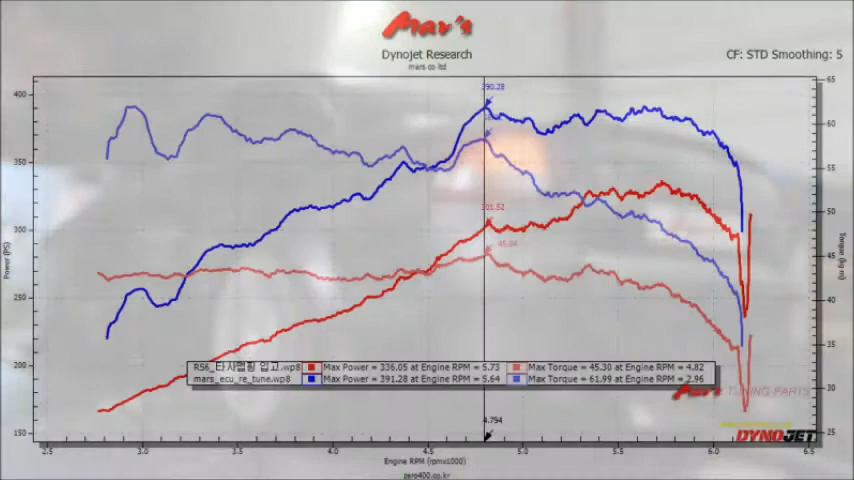 Mar's
Dynojet Research
mars co ltd
CF: STD Smoothing: 5
400
350
300
250
200
150
Power (PS)
65
60
55
50
45
40
35
30
25
Torque (kg m)
390.28
301.52
45.04
RS6_타사맵핑 입고.wp8 Max Power = 336.05 at Engine RPM = 5.73 Max Torque = 45.30 at Engine RPM = 4.82
mars_ecu_re_tune.wp8 Max Power = 391.28 at Engine RPM = 5.64 Max Torque = 61.99 at Engine RPM = 2.96
Mar's TUNING PARTS
4.794
DYNOJET
2.5 3.0 3.5 4.0 4.5 5.0 5.5 6.0 6.5
Engine RPM (rpmx1000)
zero400.co.kr